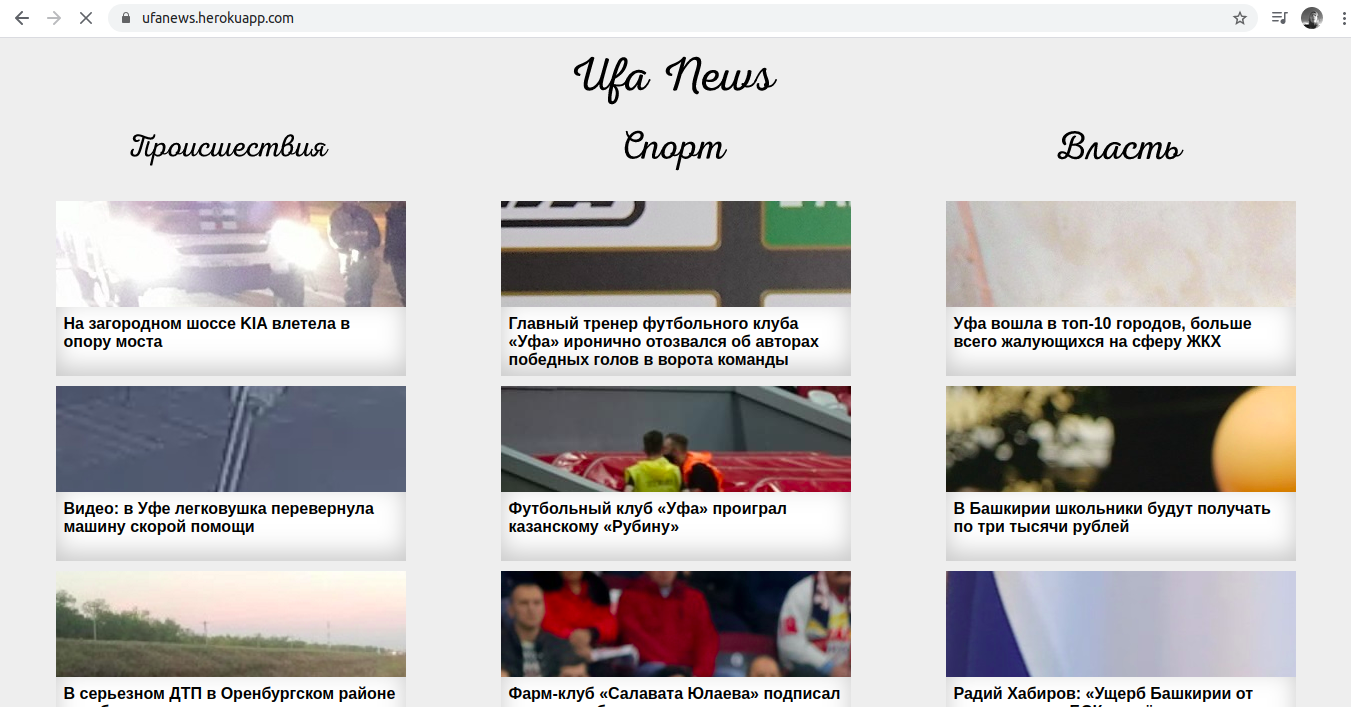 ufanews.herokuapp.com
Ufa News
Происшествия
Спорт
Власть
На загородном шоссе KIA влетела в
опору моста
Главный тренер футбольного клуба
«Уфа» иронично отозвался об авторах
победных голов в ворота команды
Уфа вошла в топ-10 городов, больше
всего жалующихся на сферу ЖКХ
Видео: в Уфе легковушка перевернула
машину скорой помощи
Футбольный клуб «Уфа» проиграл
казанскому «Рубину»
В Башкирии школьники будут получать
по три тысячи рублей
В серьезном ДТП в Оренбургском районе
Фарм-клуб «Салавата Юлаева» подписал
Радий Хабиров: «Ущерб Башкирии от